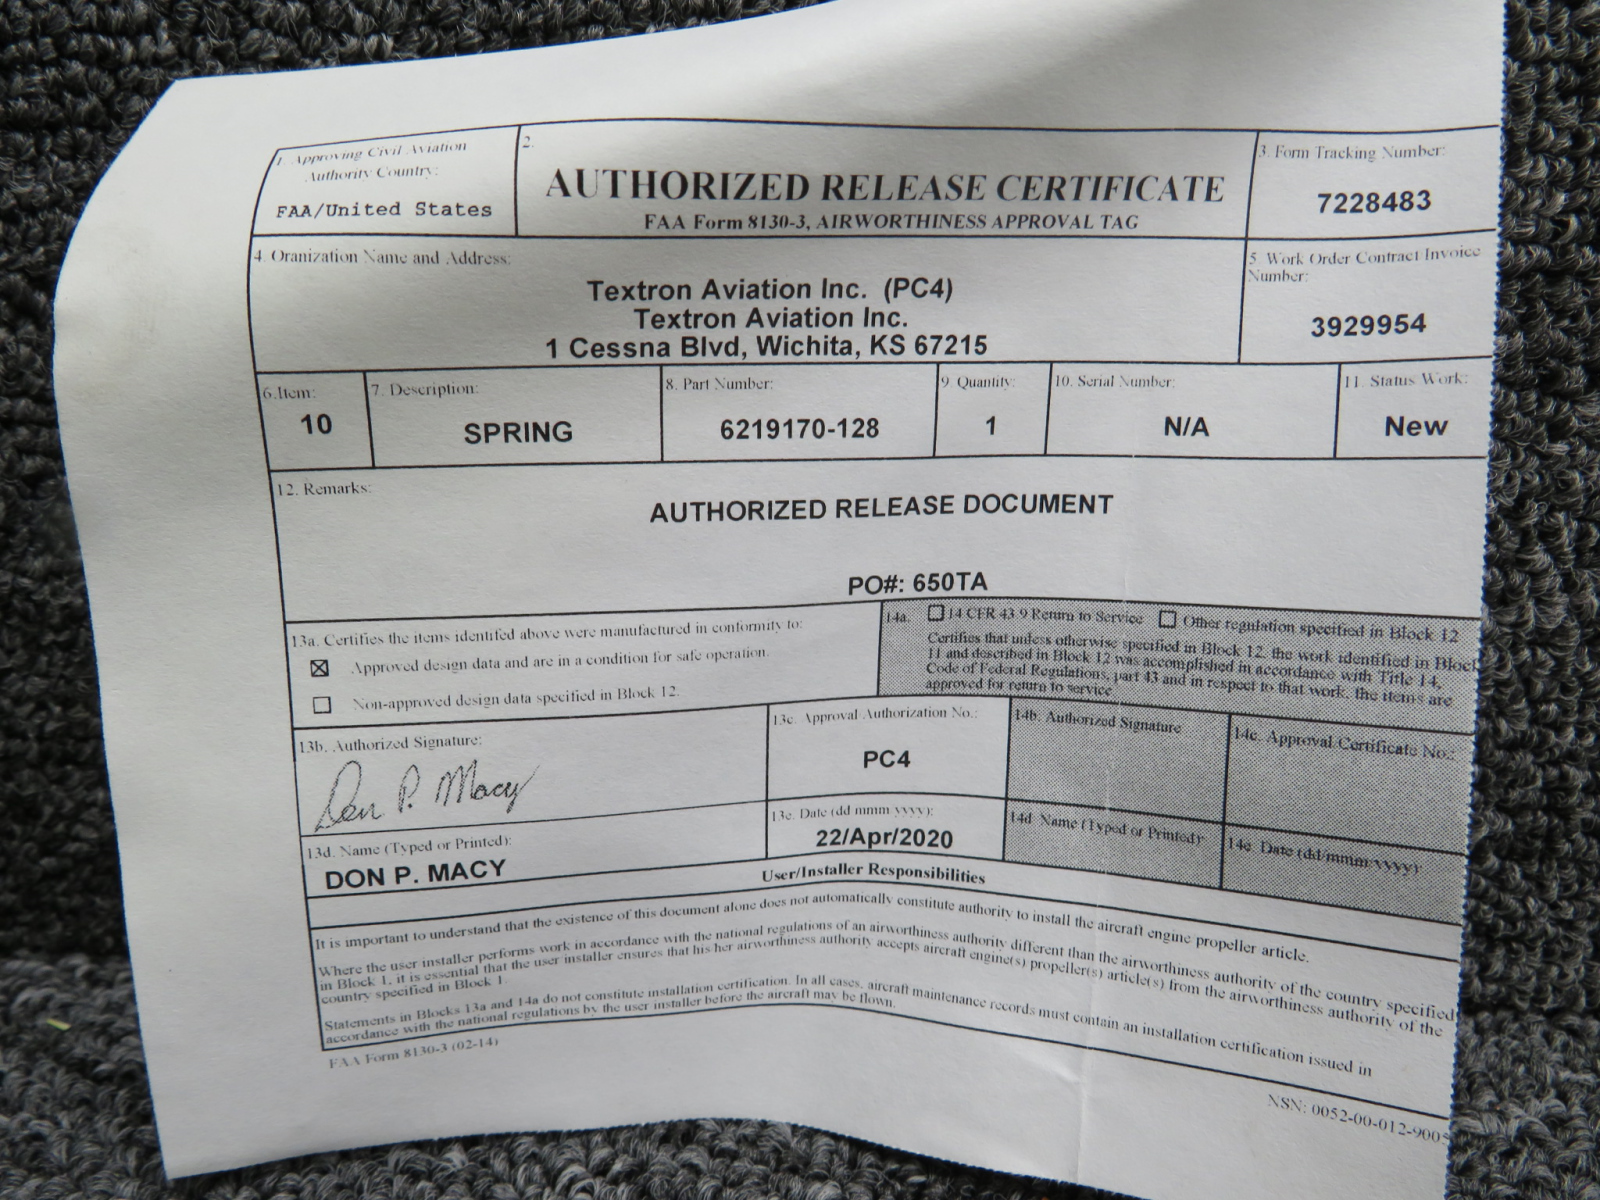 1. Approving Civil Aviation
Authority Country:
FAA/United States
2.
AUTHORIZED RELEASE CERTIFICATE
FAA Form 8130-3, AIRWORTHINESS APPROVAL TAG
3. Form Tracking Number:
7228483
4. Oranization Name and Address:
Textron Aviation Inc. (PC4)
Textron Aviation Inc.
1 Cessna Blvd, Wichita, KS 67215
5. Work Order Contract Invoice
Number:
3929954
6.Item:
10
7. Description:
SPRING
8. Part Number:
6219170-128
9 Quantity:
1
10. Serial Number:
N/A
11. Status Work:
New
12. Remarks:
AUTHORIZED RELEASE DOCUMENT
PO#: 650TA
13a. Certifies the items identifed above were manufactured in conformity to:
Approved design data and are in a condition for safe operation.
Non-approved design data specified in Block 12.
14a. 14 CFR 43.9 Return to Service Other regulation specified in Block 12
Certifies that unless otherwise specified in Block 12, the work identified in Block
11 and described in Block 12 was accomplished in accordance with Title 14,
Code of Federal Regulations, part 43 and in respect to that work, the items are
approved for return to service
13b. Authorized Signature:
Don P. Macy
13c. Approval Authorization No.:
PC4
14b. Authorized Signature
14c. Approval Certificate No.:
13d. Name (Typed or Printed):
DON P. MACY
13e. Date (dd mmm yyyy):
22/Apr/2020
14d Name (Typed or Printed):
14e Date (dd/mmm/yyyy):
User/Installer Responsibilities
It is important to understand that the existence of this document alone does not automatically constitute authority to install the aircraft engine propeller article.
Where the user installer performs work in accordance with the national regulations of an airworthiness authority different than the airworthiness authority of the country specified
in Block 1, it is essential that the user installer ensures that his her airworthiness authority accepts aircraft engine(s) propeller(s) article(s) from the airworthiness authority of the
country specified in Block 1.
Statements in Blocks 13a and 14a do not constitute installation certification. In all cases, aircraft maintenance records must contain an installation certification issued in
accordance with the national regulations by the user installer before the aircraft may be flown.
FAA Form 8130-3 (02-14)
NSN: 0052-00-012-9005